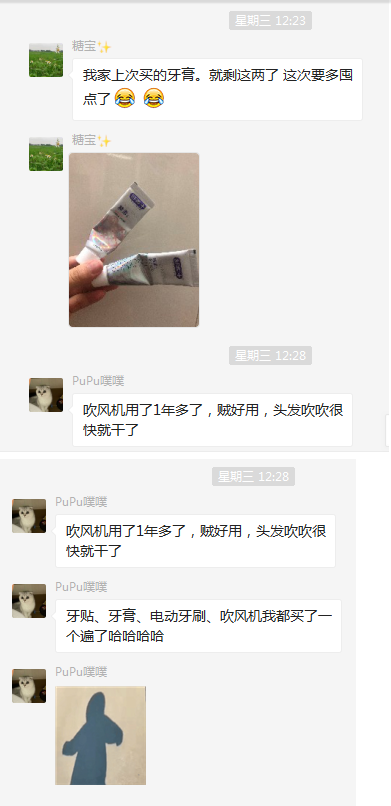 星期三 12:23
糖宝✨
我家上次买的牙膏。就剩这两了 这次要多囤
点了😂 😂
糖宝✨
星期三 12:28
PuPu噗噗
吹风机用了1年多了，贼好用，头发吹吹很
快就干了
星期三 12:28
PuPu噗噗
吹风机用了1年多了，贼好用，头发吹吹很
快就干了
PuPu噗噗
牙贴、牙膏、电动牙刷、吹风机我都买了一
个遍了哈哈哈哈
PuPu噗噗